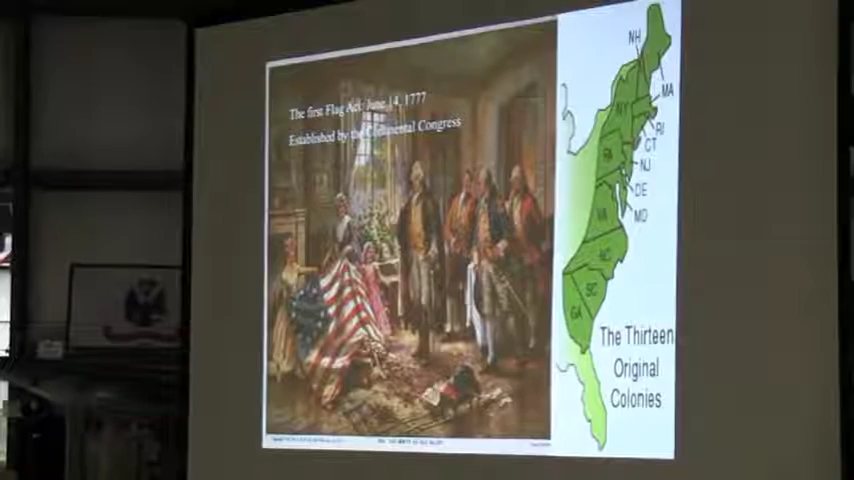 The first Flag Act: June 14, 1777
Established by the Continental Congress
NH
MA
NY
RI
CT
PA
NJ
DE
MD
VA
NC
SC
GA
The Thirteen
Original
Colonies